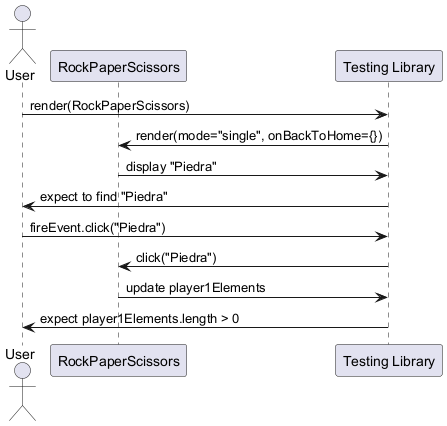 User
RockPaperScissors
Testing Library
render(RockPaperScissors)
render(mode="single", onBackToHome={})
display "Piedra"
expect to find "Piedra"
fireEvent.click("Piedra")
click("Piedra")
update player1Elements
expect player1Elements.length > 0
User
RockPaperScissors
Testing Library